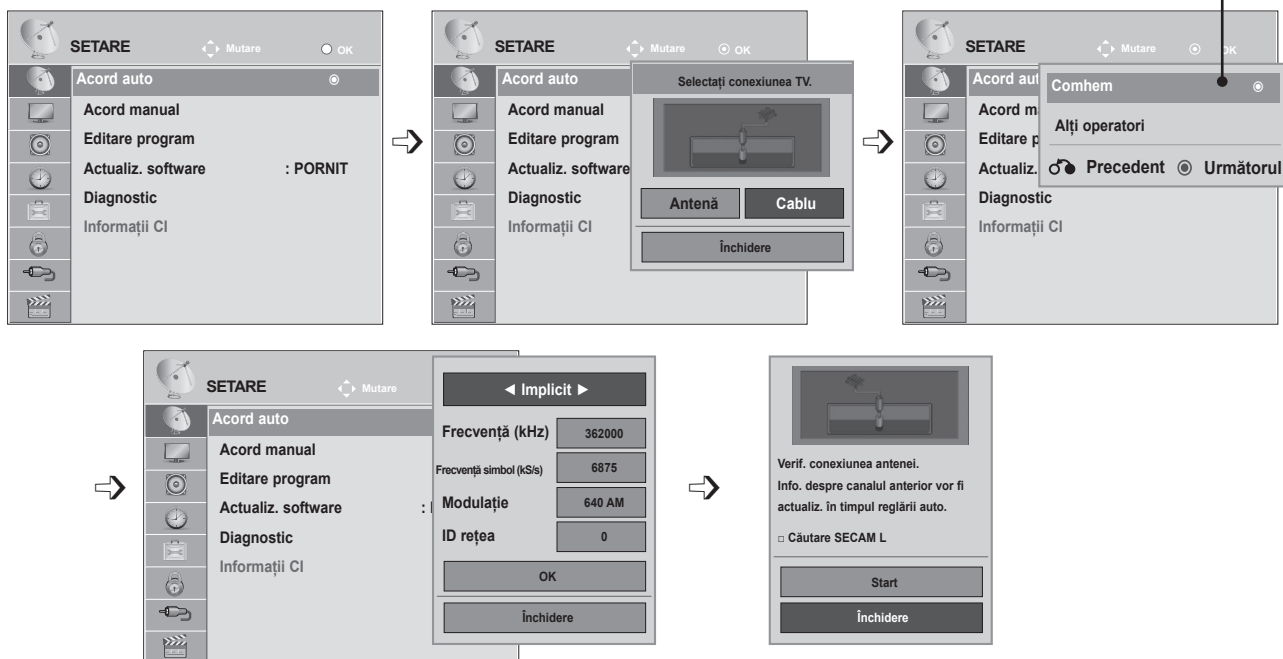 SETARE Mutare OK
Acord auto
Acord manual
Editare program
Actualiz. software : PORNIT
Diagnostic
Informații CI
SETARE Mutare OK
Acord auto
Acord manual
Editare program
Actualiz. software
Diagnostic
Informații CI
Selectați conexiunea TV.
Antenă Cablu
Închidere
SETARE Mutare OK
Acord aut
Acord m
Editare p
Actualiz.
Diagnostic
Informații CI
Comhem
Alți operatori
Precedent Următorul
SETARE Mutare
Acord auto
Acord manual
Editare program
Actualiz. software :
Diagnostic
Informații CI
◄ Implicit ►
Frecvență (kHz) 362000
Frecvență simbol (kS/s) 6875
Modulație 640 AM
ID rețea 0
OK
Închidere
Verif. conexiunea antenei.
Info. despre canalul anterior vor fi
actualiz. în timpul reglării auto.
□ Căutare SECAM L
Start
Închidere